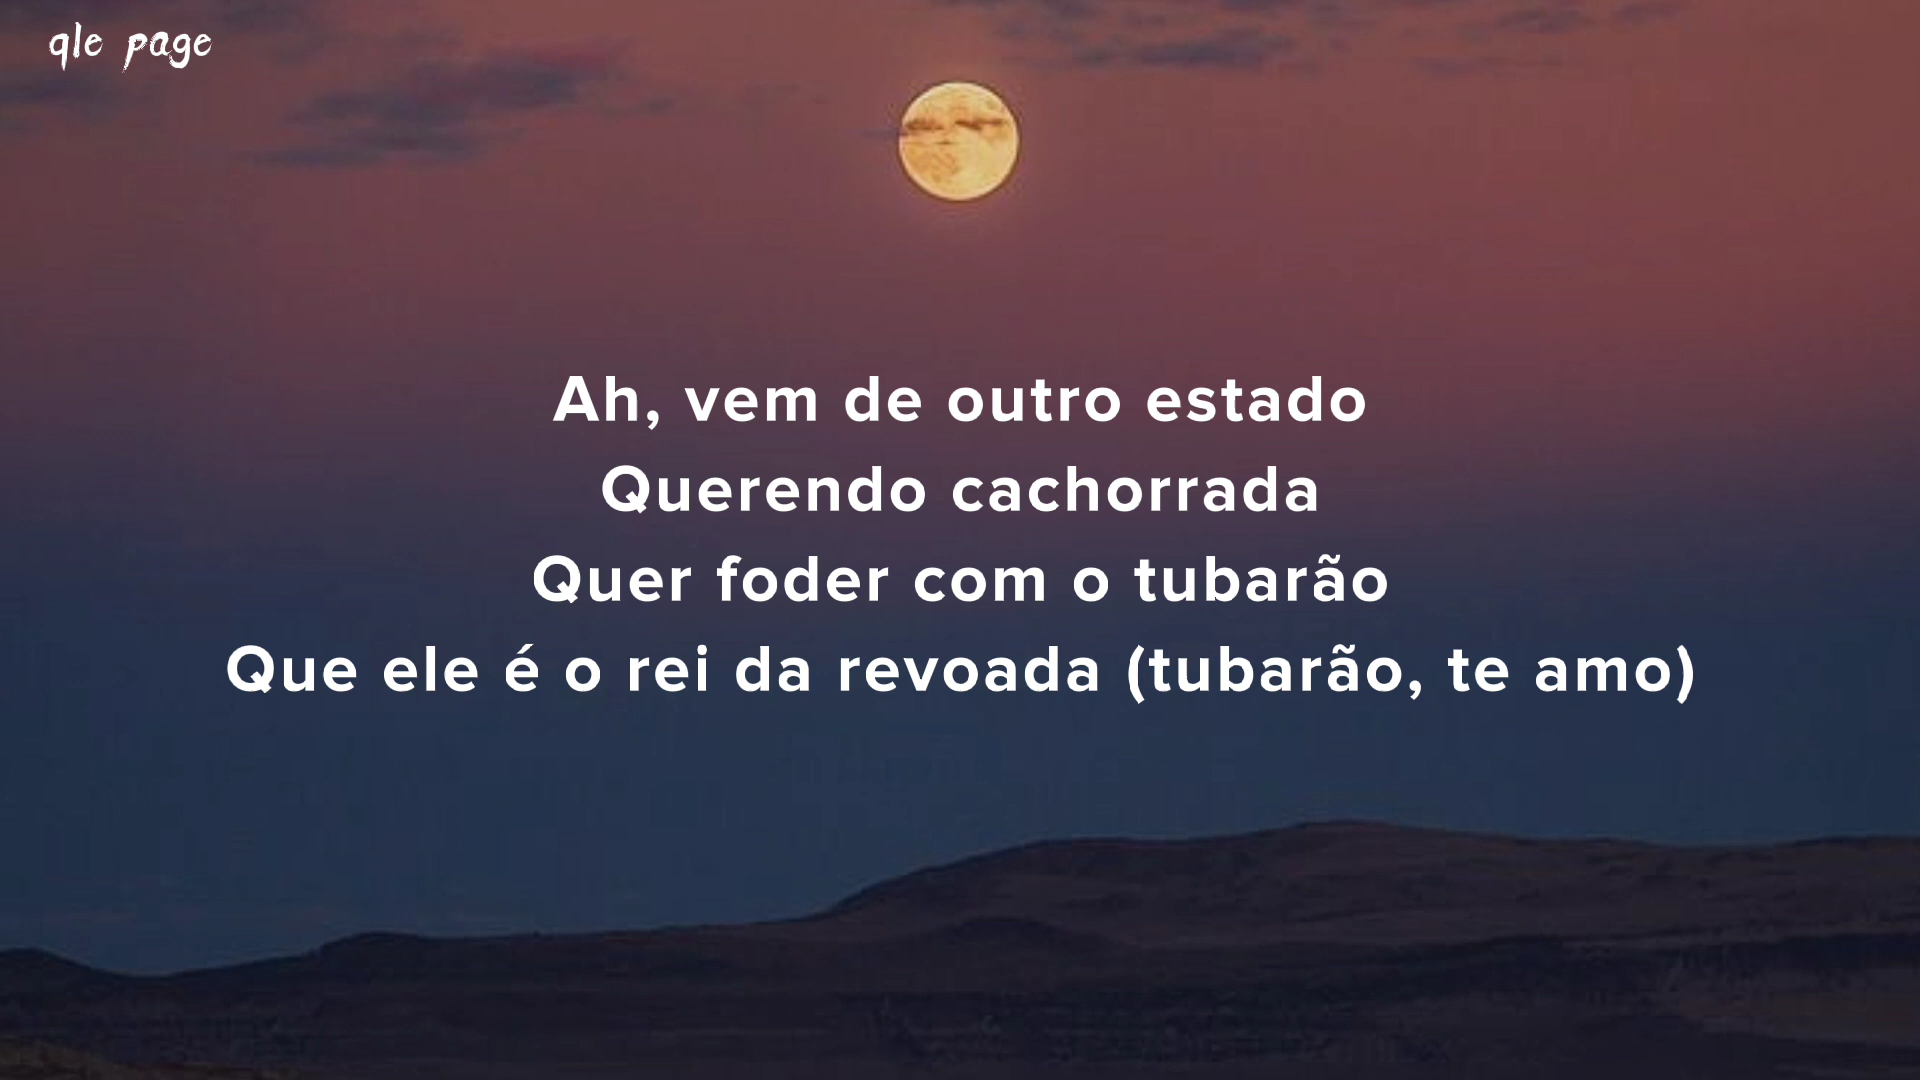 qle page
Ah, vem de outro estado
Querendo cachorrada
Quer foder com o tubarão
Que ele é o rei da revoada (tubarão, te amo)